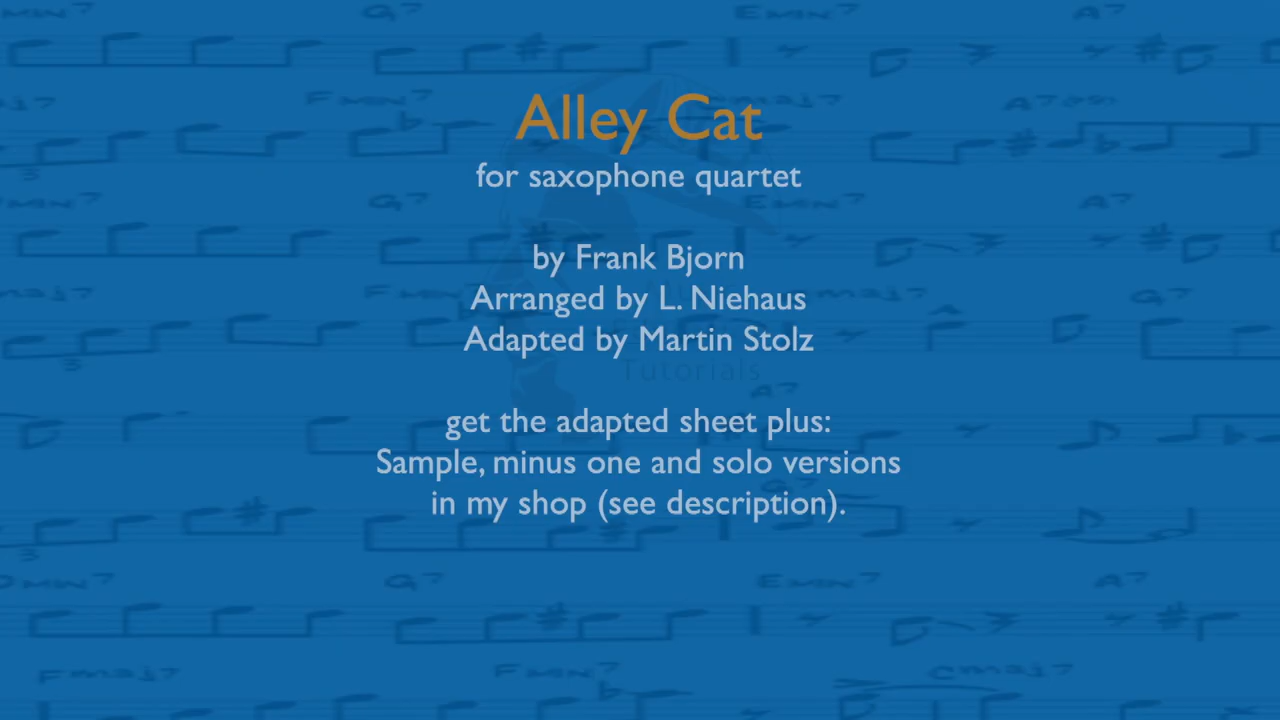 Alley Cat
for saxophone quartet
by Frank Bjorn
Arranged by L. Niehaus
Adapted by Martin Stolz
Tutorials
get the adapted sheet plus:
Sample, minus one and solo versions
in my shop (see description).